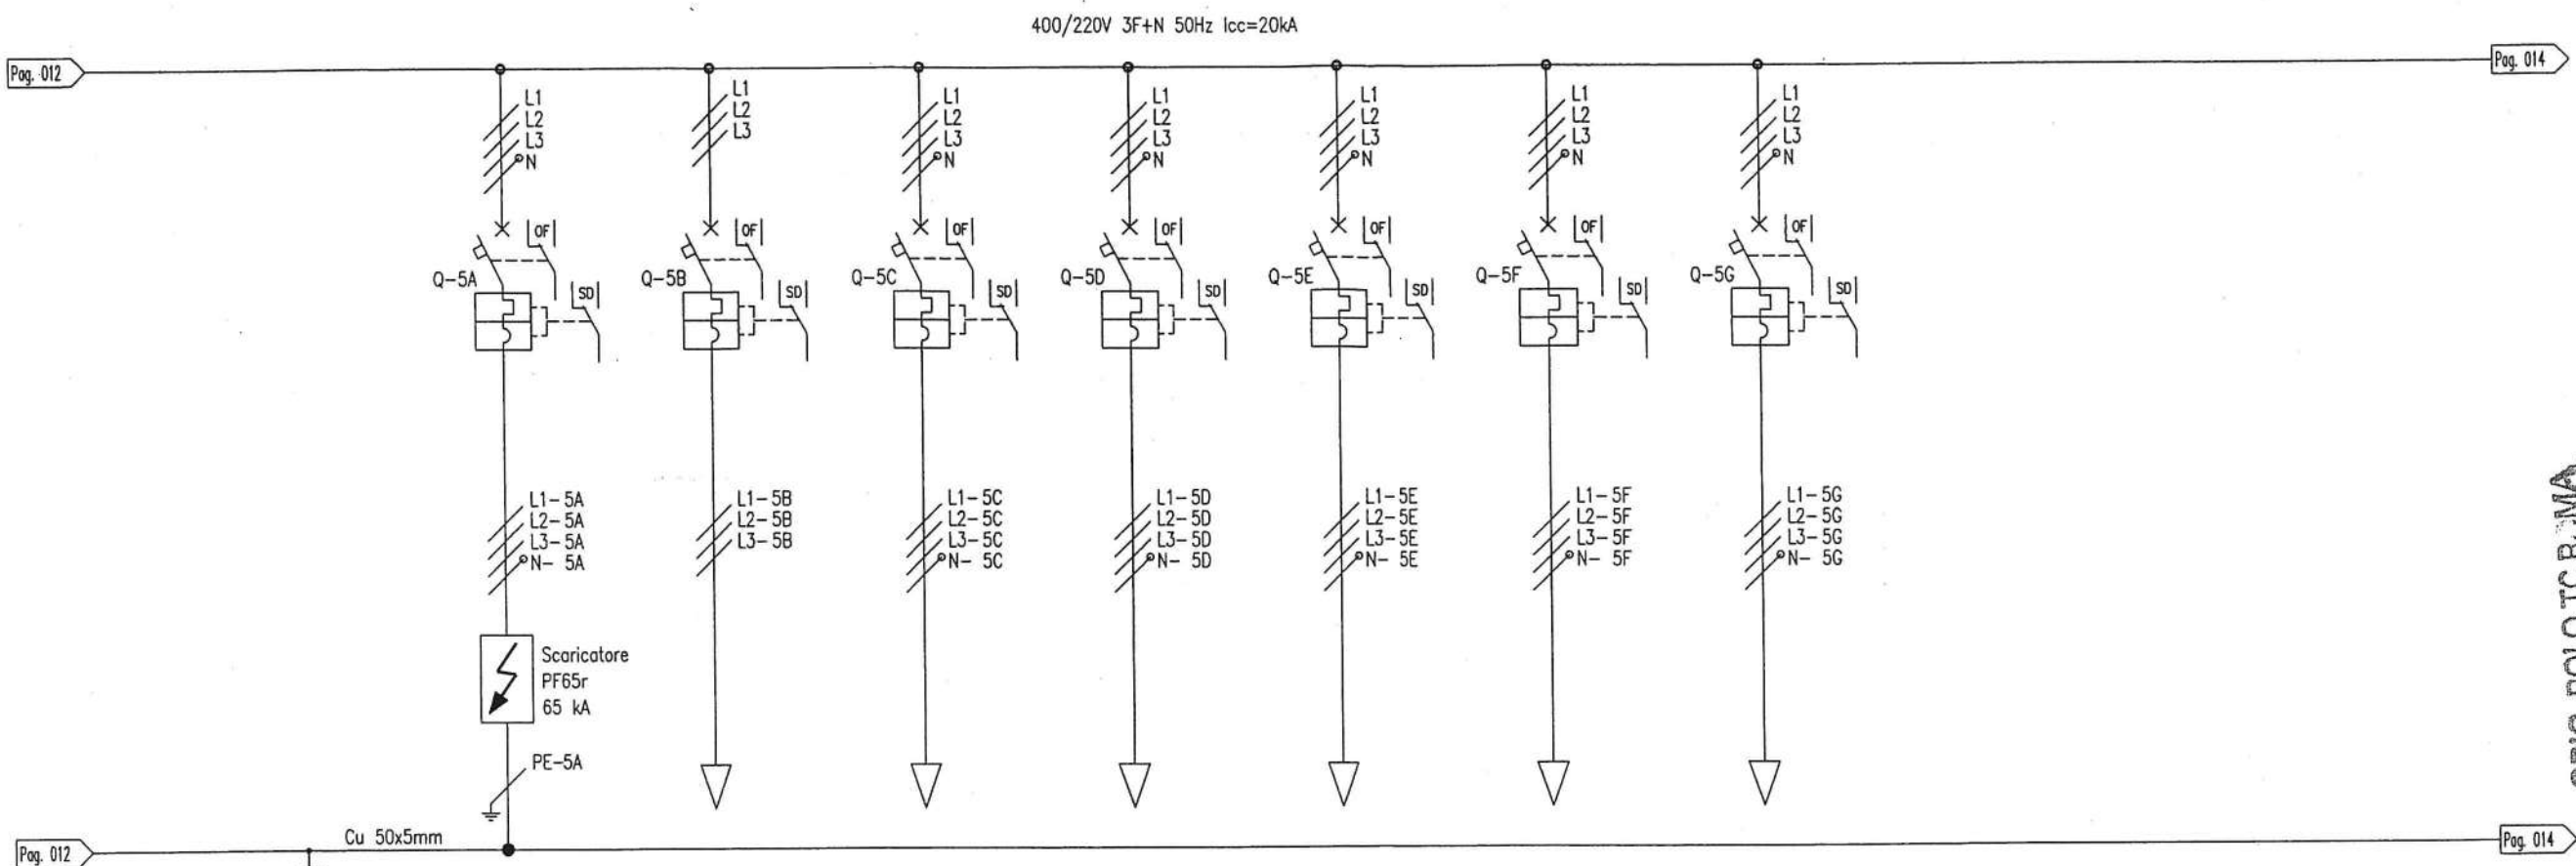 400/220V 3F+N 50Hz Icc=20kA
Pag. 012
Pag. 014
L1
L2
L3
N
L1
L2
L3
L1
L2
L3
N
L1
L2
L3
N
L1
L2
L3
N
L1
L2
L3
N
L1
L2
L3
N
Q-5A
OF
SD
Q-5B
OF
SD
Q-5C
OF
SD
Q-5D
OF
SD
Q-5E
OF
SD
Q-5F
OF
SD
Q-5G
OF
SD
L1-5A
L2-5A
L3-5A
N- 5A
L1-5B
L2-5B
L3-5B
L1-5C
L2-5C
L3-5C
N- 5C
L1-5D
L2-5D
L3-5D
N- 5D
L1-5E
L2-5E
L3-5E
N- 5E
L1-5F
L2-5F
L3-5F
N- 5F
L1-5G
L2-5G
L3-5G
N- 5G
Scaricatore
PF65r
65 kA
PE-5A
Cu 50x5mm
Pag. 012
Pag. 014